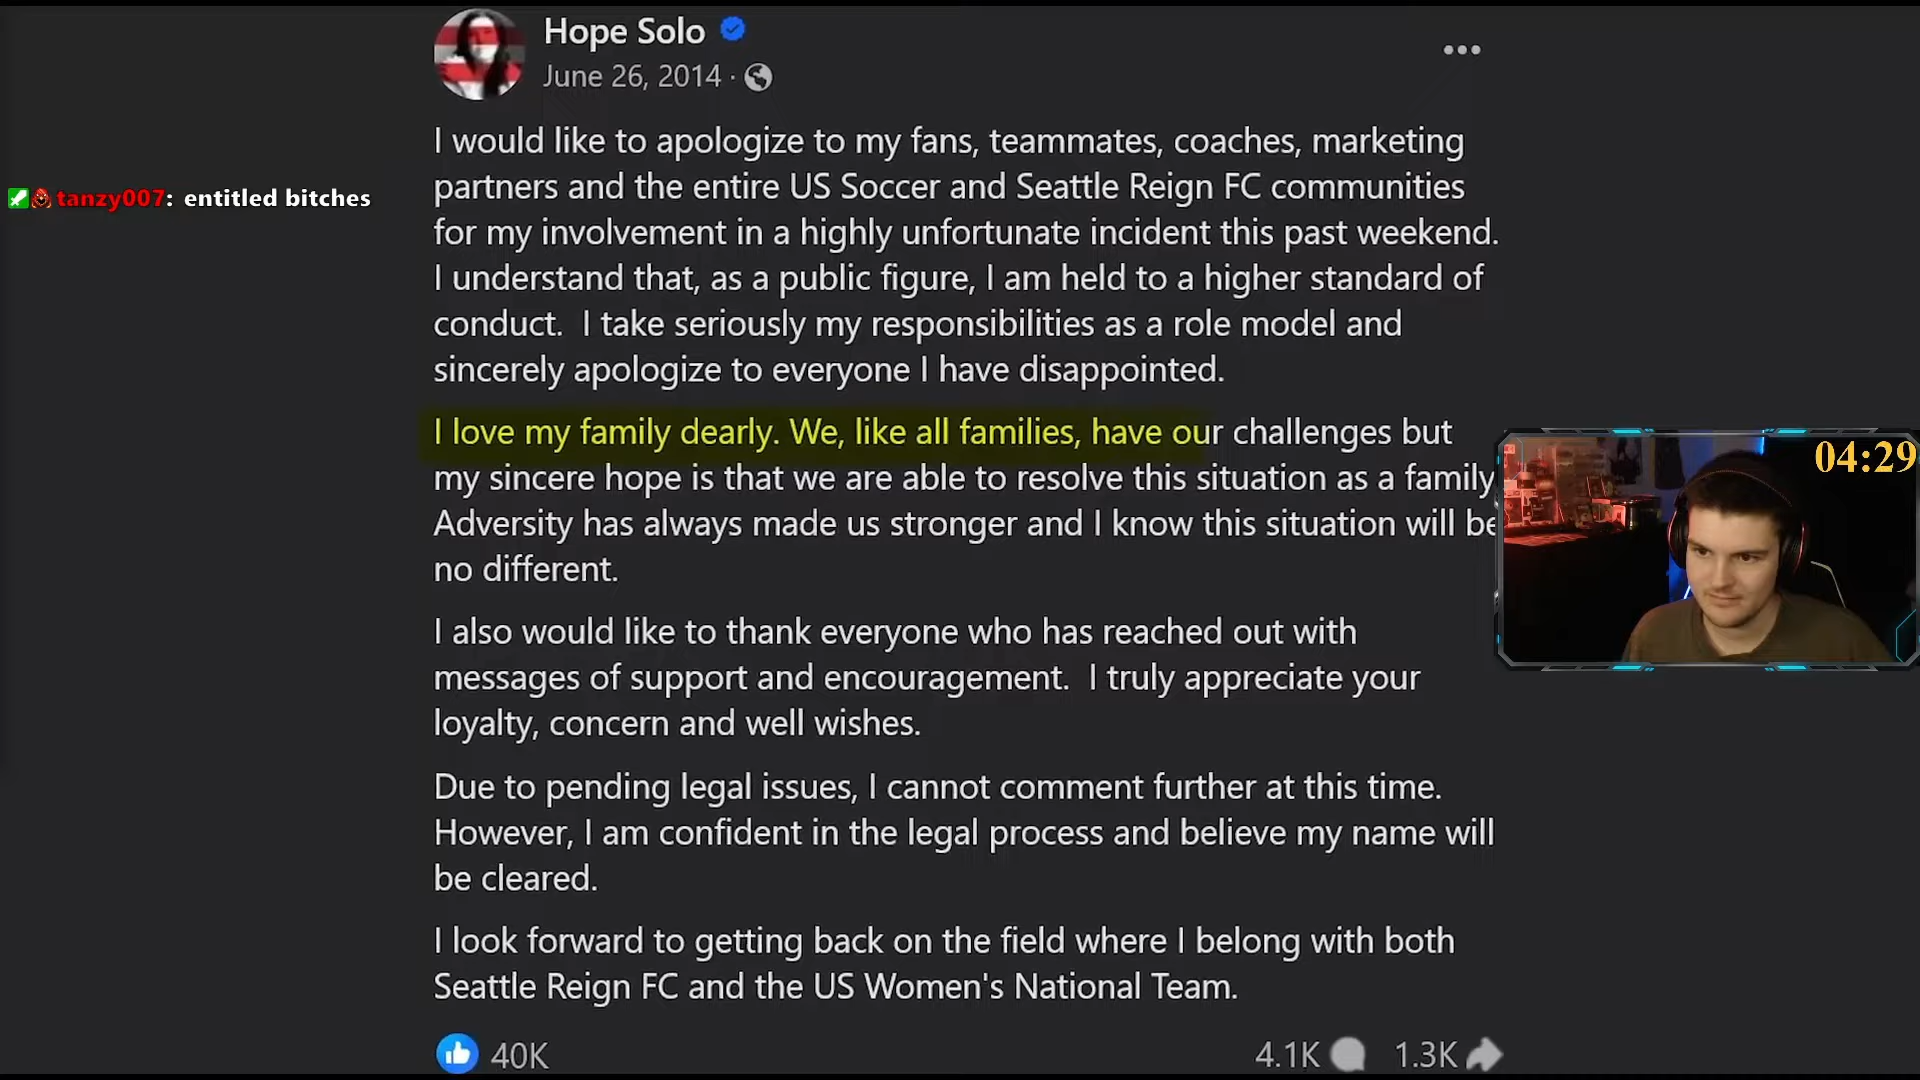 Hope Solo
June 26, 2014 ·
I would like to apologize to my fans, teammates, coaches, marketing
partners and the entire US Soccer and Seattle Reign FC communities
for my involvement in a highly unfortunate incident this past weekend.
I understand that, as a public figure, I am held to a higher standard of
conduct.  I take seriously my responsibilities as a role model and
sincerely apologize to everyone I have disappointed.
tanzy007: entitled bitches
I love my family dearly. We, like all families, have our challenges but
my sincere hope is that we are able to resolve this situation as a family
Adversity has always made us stronger and I know this situation will be
no different.
04:29
I also would like to thank everyone who has reached out with
messages of support and encouragement.  I truly appreciate your
loyalty, concern and well wishes.
Due to pending legal issues, I cannot comment further at this time.
However, I am confident in the legal process and believe my name will
be cleared.
I look forward to getting back on the field where I belong with both
Seattle Reign FC and the US Women's National Team.
40K
4.1K
1.3K